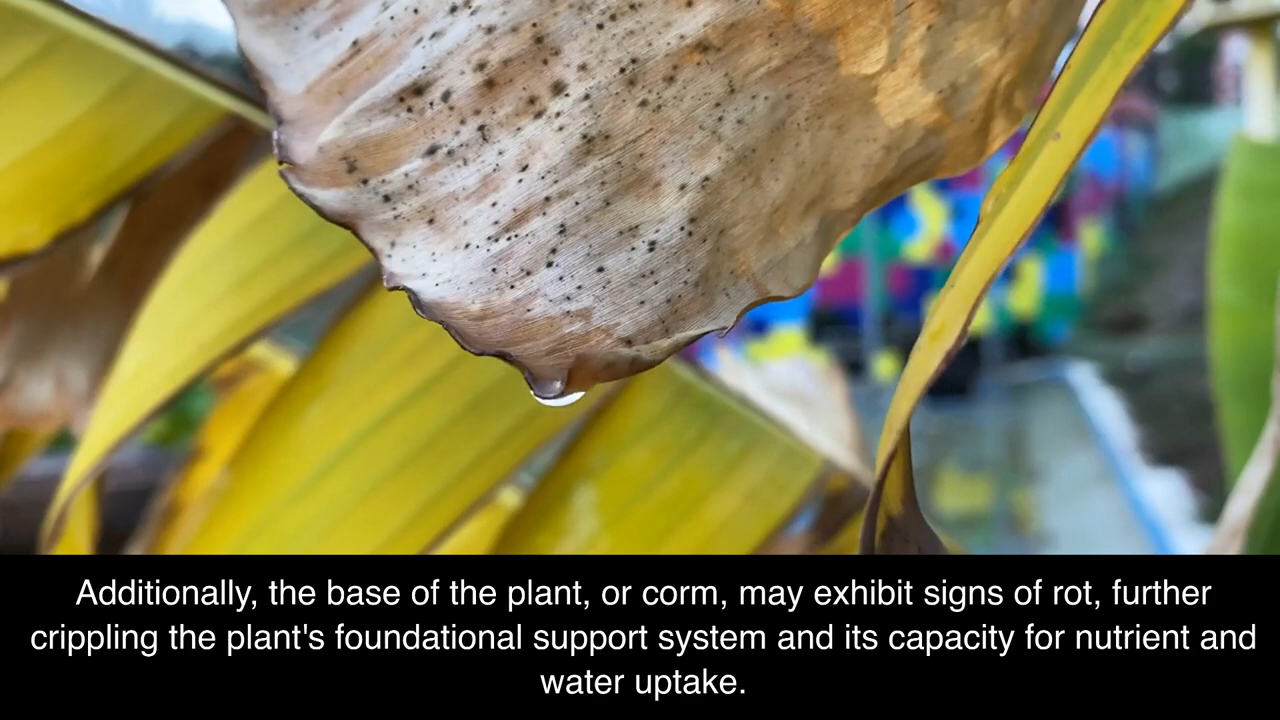 Additionally, the base of the plant, or corm, may exhibit signs of rot, further
crippling the plant's foundational support system and its capacity for nutrient and
water uptake.